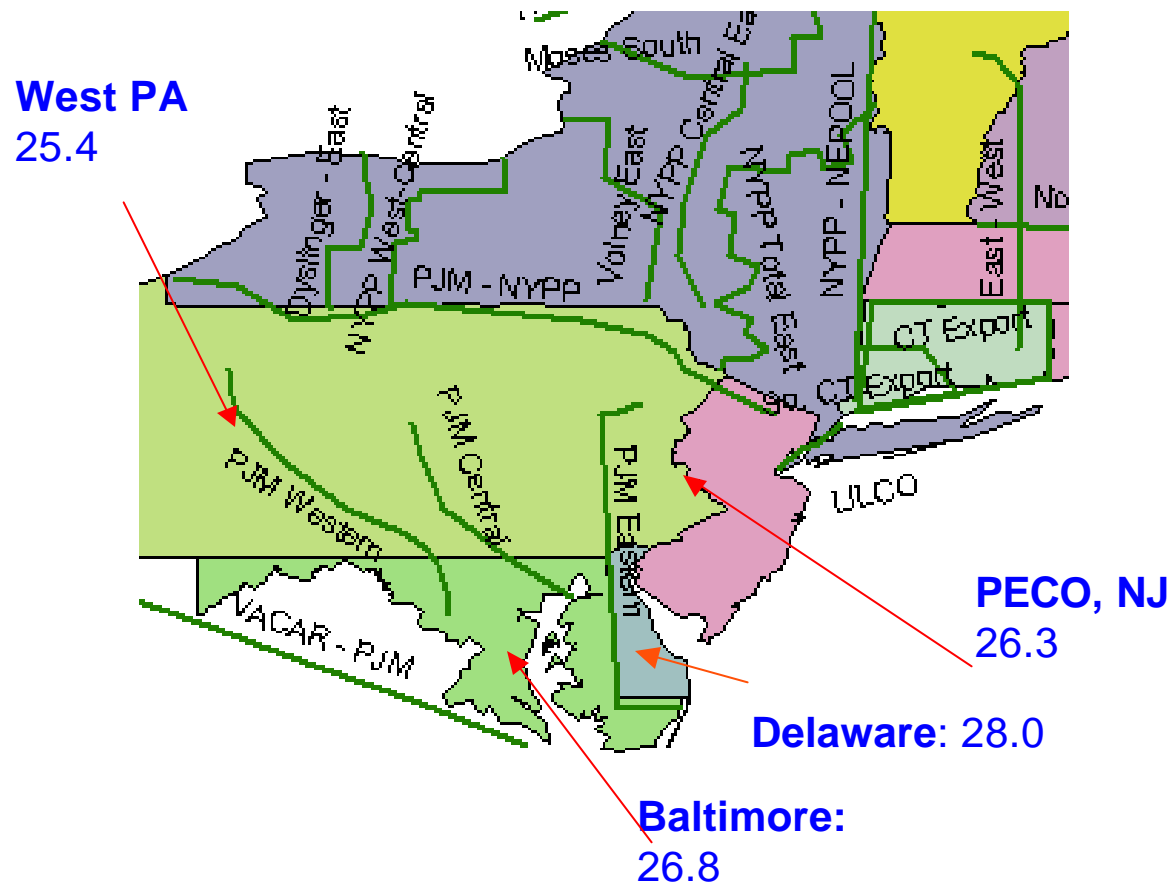 Moses South
West PA
25.4
Dysinger - East
NYPP West-Central
Volney East
NYPP Central Ea
NYPP Total East
NYPP - NEPOOL
East - West
No
PJM - NYPP
CT Export
CT Export
PJM Western
PJM Central
PJM Eastern
VACAR - PJM
PECO, NJ
26.3
Delaware: 28.0
Baltimore:
26.8